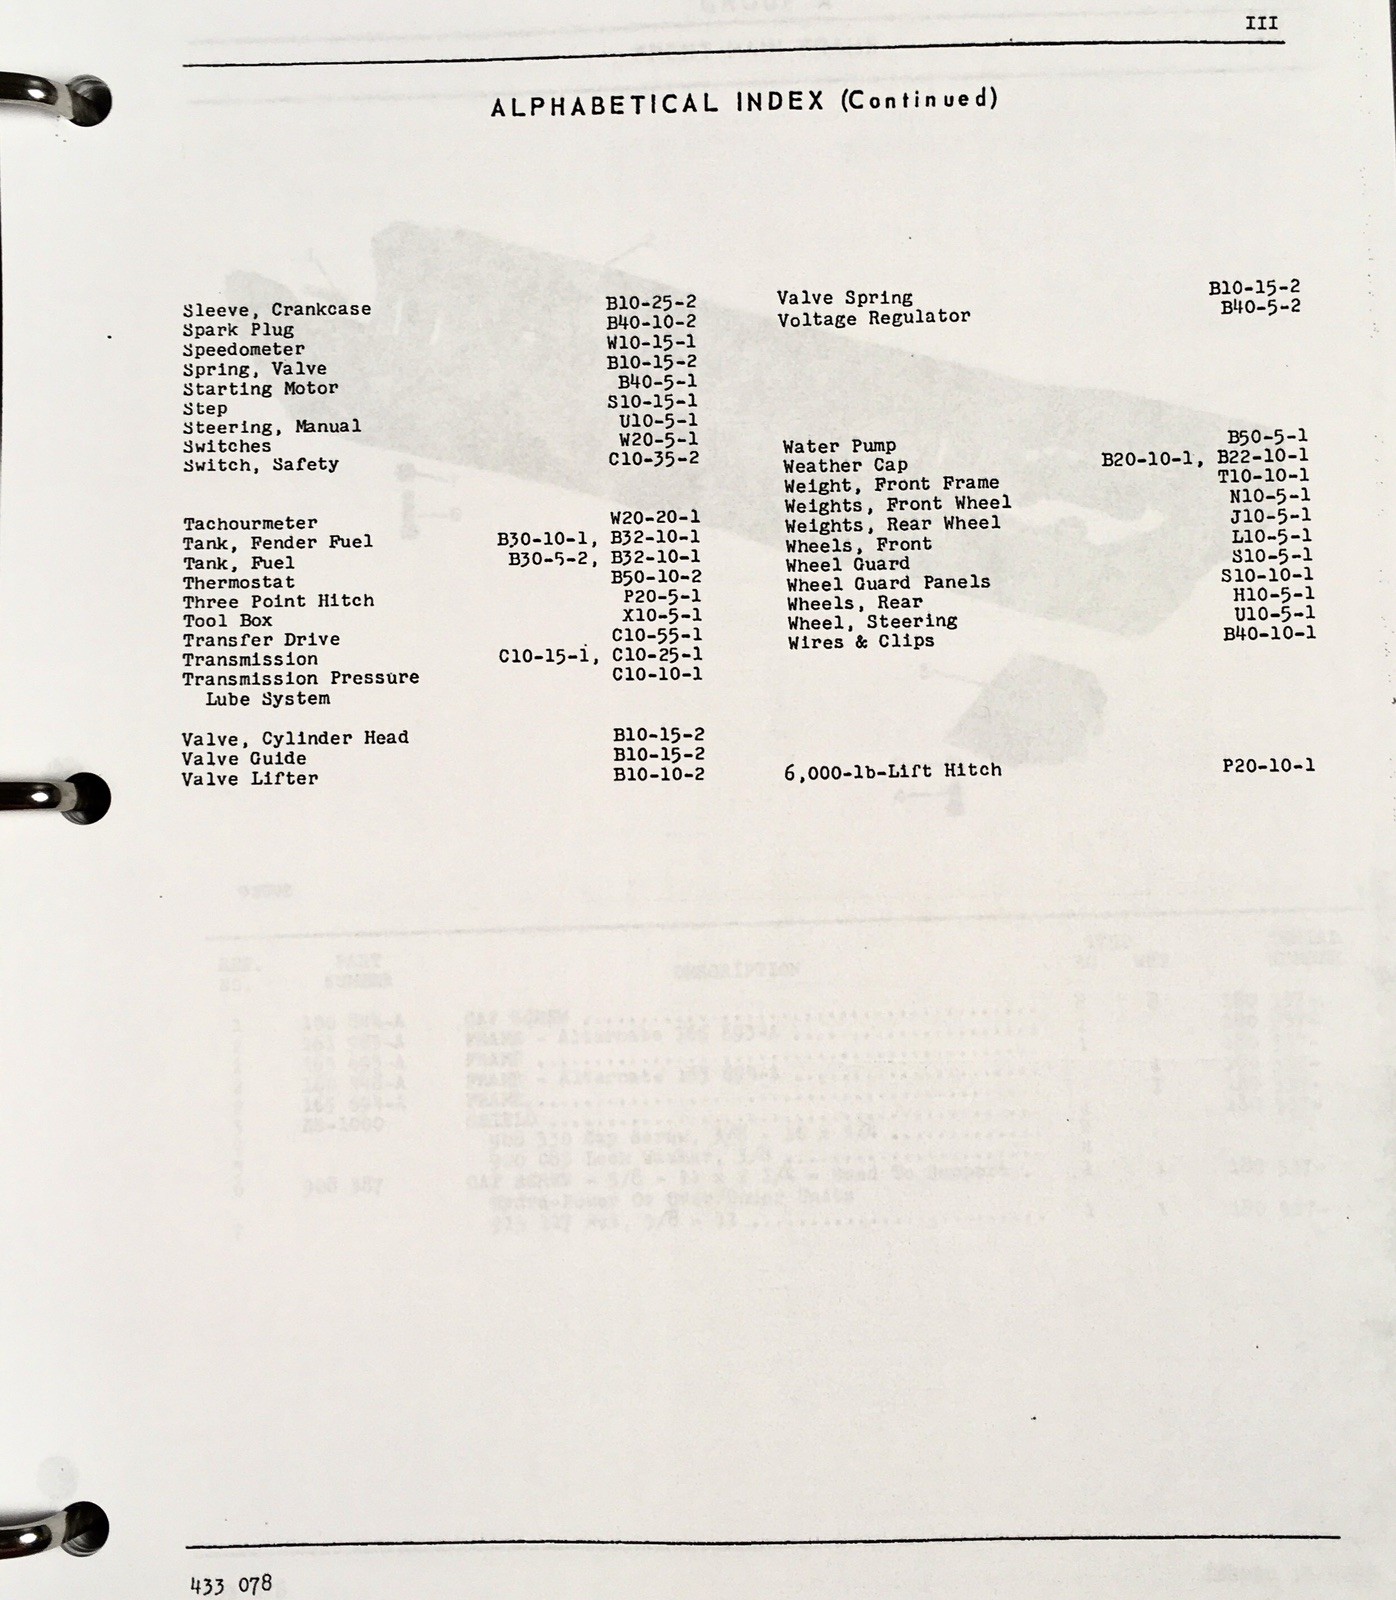 III
ALPHABETICAL INDEX (Continued)
Sleeve, Crankcase B10-25-2
Spark Plug B40-10-2
Speedometer W10-15-1
Spring, Valve B10-15-2
Starting Motor B40-5-1
Step S10-15-1
Steering, Manual U10-5-1
Switches W20-5-1
Switch, Safety C10-35-2
Tachourmeter W20-20-1
Tank, Fender Fuel B30-10-1, B32-10-1
Tank, Fuel B30-5-2, B32-10-1
Thermostat B50-10-2
Three Point Hitch P20-5-1
Tool Box X10-5-1
Transfer Drive C10-55-1
Transmission C10-15-1, C10-25-1
Transmission Pressure C10-10-1
Lube System
Valve, Cylinder Head B10-15-2
Valve Guide B10-15-2
Valve Lifter B10-10-2
Valve Spring B10-15-2
Voltage Regulator B40-5-2
Water Pump B50-5-1
Weather Cap B20-10-1, B22-10-1
Weight, Front Frame T10-10-1
Weights, Front Wheel N10-5-1
Weights, Rear Wheel J10-5-1
Wheels, Front L10-5-1
Wheel Guard S10-5-1
Wheel Guard Panels S10-10-1
Wheels, Rear H10-5-1
Wheel, Steering U10-5-1
Wires & Clips B40-10-1
6,000-lb-Lift Hitch P20-10-1
433 078